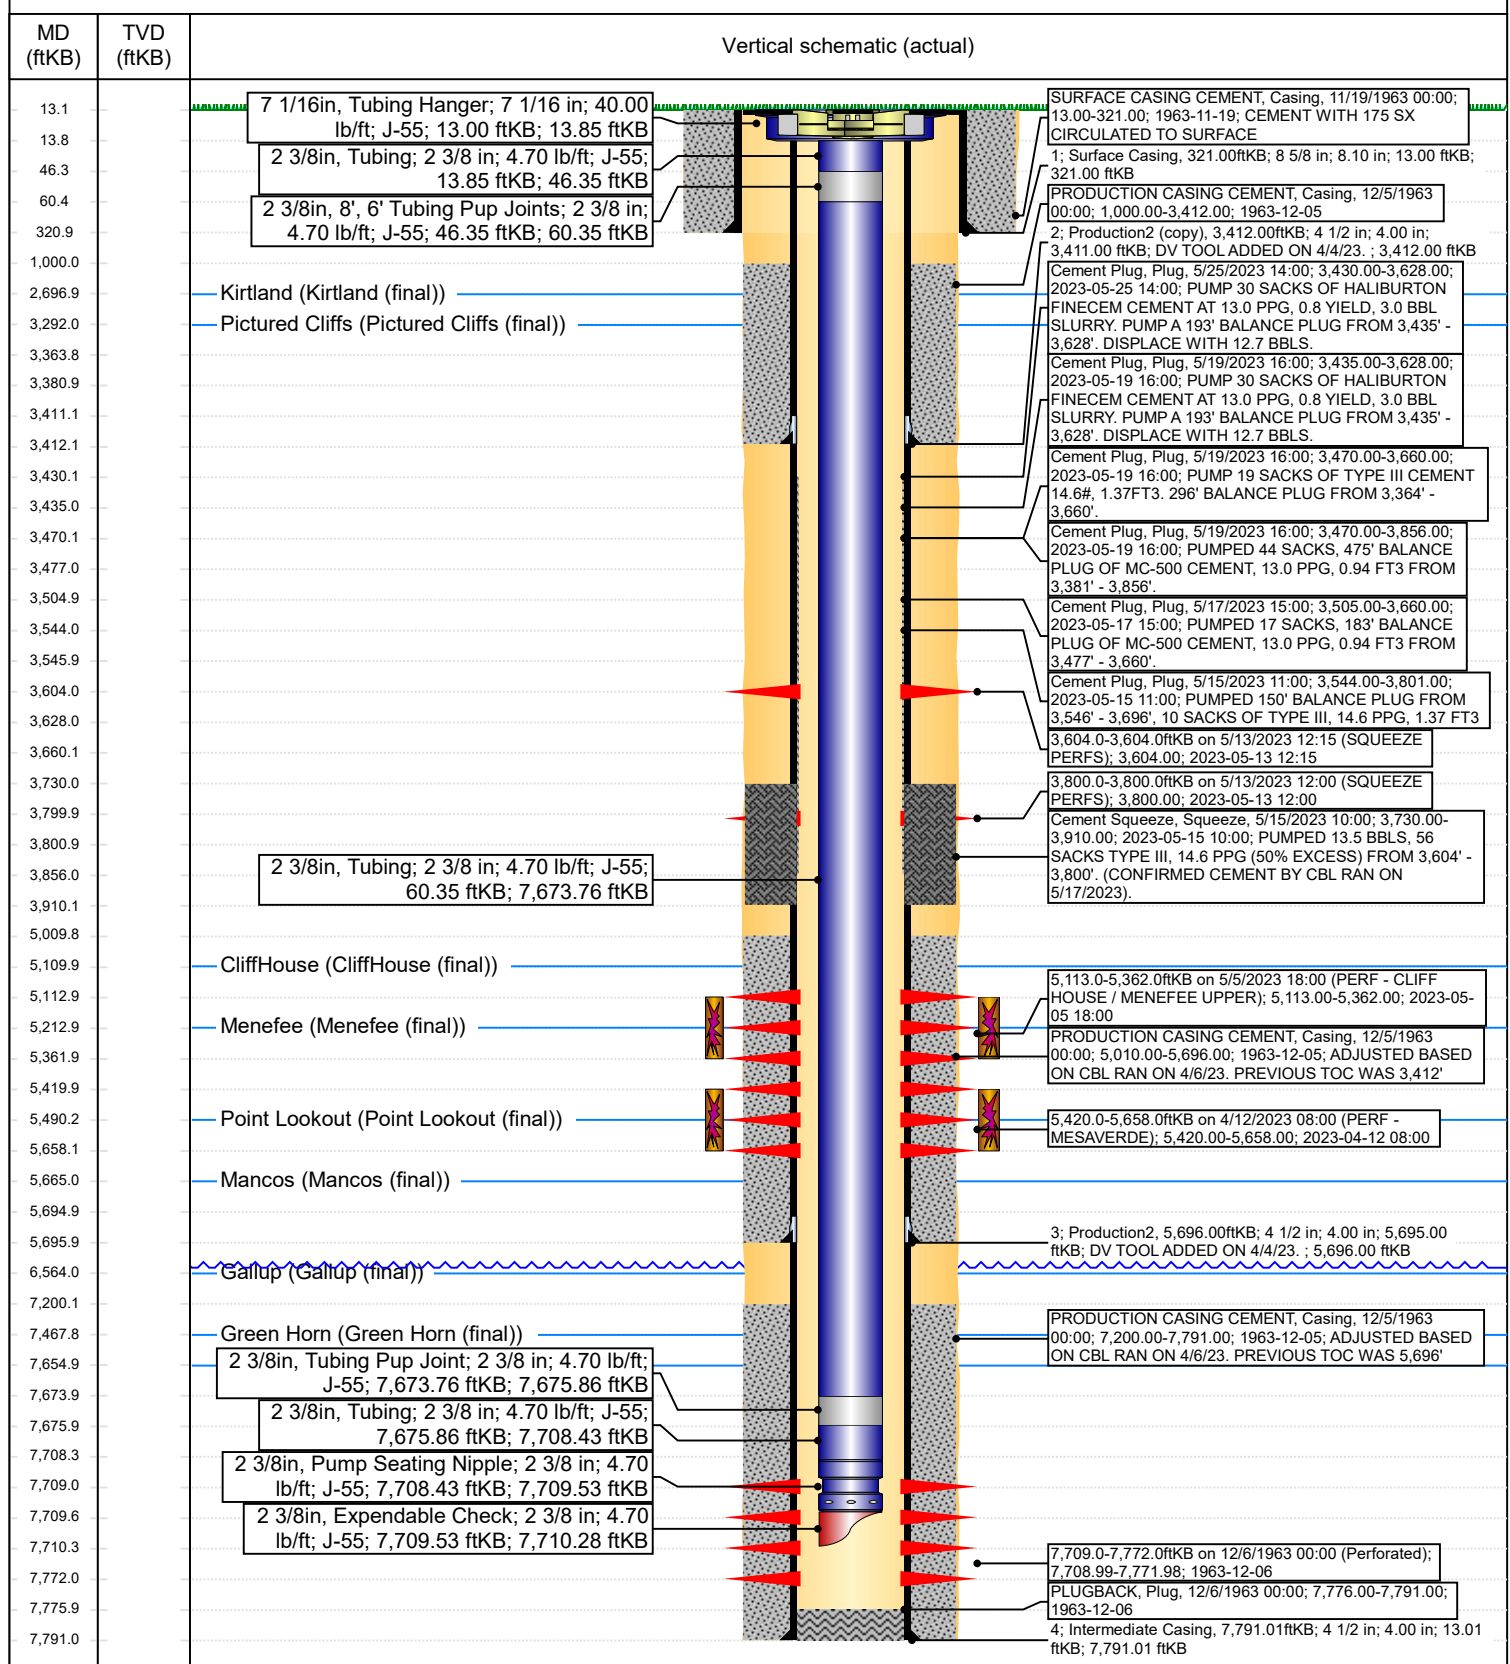 MD
(ftKB)
TVD
(ftKB)
Vertical schematic (actual)
13.1
13.8
46.3
60.4
320.9
1,000.0
2,696.9
3,292.0
3,363.8
3,380.9
3,411.1
3,412.1
3,430.1
3,435.0
3,470.1
3,477.0
3,504.9
3,544.0
3,545.9
3,604.0
3,628.0
3,660.1
3,730.0
3,799.9
3,800.9
3,856.0
3,910.1
5,009.8
5,109.9
5,112.9
5,212.9
5,361.9
5,419.9
5,490.2
5,658.1
5,665.0
5,694.9
5,695.9
6,564.0
7,200.1
7,467.8
7,654.9
7,673.9
7,675.9
7,708.3
7,709.0
7,709.6
7,710.3
7,772.0
7,775.9
7,791.0
7 1/16in, Tubing Hanger; 7 1/16 in; 40.00
lb/ft; J-55; 13.00 ftKB; 13.85 ftKB
2 3/8in, Tubing; 2 3/8 in; 4.70 lb/ft; J-55;
13.85 ftKB; 46.35 ftKB
2 3/8in, 8', 6' Tubing Pup Joints; 2 3/8 in;
4.70 lb/ft; J-55; 46.35 ftKB; 60.35 ftKB
Kirtland (Kirtland (final))
Pictured Cliffs (Pictured Cliffs (final))
2 3/8in, Tubing; 2 3/8 in; 4.70 lb/ft; J-55;
60.35 ftKB; 7,673.76 ftKB
CliffHouse (CliffHouse (final))
Menefee (Menefee (final))
Point Lookout (Point Lookout (final))
Mancos (Mancos (final))
Gallup (Gallup (final))
Green Horn (Green Horn (final))
2 3/8in, Tubing Pup Joint; 2 3/8 in; 4.70 lb/ft;
J-55; 7,673.76 ftKB; 7,675.86 ftKB
2 3/8in, Tubing; 2 3/8 in; 4.70 lb/ft; J-55;
7,675.86 ftKB; 7,708.43 ftKB
2 3/8in, Pump Seating Nipple; 2 3/8 in; 4.70
lb/ft; J-55; 7,708.43 ftKB; 7,709.53 ftKB
2 3/8in, Expendable Check; 2 3/8 in; 4.70
lb/ft; J-55; 7,709.53 ftKB; 7,710.28 ftKB
SURFACE CASING CEMENT, Casing, 11/19/1963 00:00;
13.00-321.00; 1963-11-19; CEMENT WITH 175 SX
CIRCULATED TO SURFACE
1; Surface Casing, 321.00ftKB; 8 5/8 in; 8.10 in; 13.00 ftKB;
321.00 ftKB
PRODUCTION CASING CEMENT, Casing, 12/5/1963
00:00; 1,000.00-3,412.00; 1963-12-05
2; Production2 (copy), 3,412.00ftKB; 4 1/2 in; 4.00 in;
3,411.00 ftKB; DV TOOL ADDED ON 4/4/23. ; 3,412.00 ftKB
Cement Plug, Plug, 5/25/2023 14:00; 3,430.00-3,628.00;
2023-05-25 14:00; PUMP 30 SACKS OF HALIBURTON
FINECEM CEMENT AT 13.0 PPG, 0.8 YIELD, 3.0 BBL
SLURRY. PUMP A 193' BALANCE PLUG FROM 3,435' -
3,628'. DISPLACE WITH 12.7 BBLS.
Cement Plug, Plug, 5/19/2023 16:00; 3,435.00-3,628.00;
2023-05-19 16:00; PUMP 30 SACKS OF HALIBURTON
FINECEM CEMENT AT 13.0 PPG, 0.8 YIELD, 3.0 BBL
SLURRY. PUMP A 193' BALANCE PLUG FROM 3,435' -
3,628'. DISPLACE WITH 12.7 BBLS.
Cement Plug, Plug, 5/19/2023 16:00; 3,470.00-3,660.00;
2023-05-19 16:00; PUMP 19 SACKS OF TYPE III CEMENT
14.6#, 1.37FT3. 296' BALANCE PLUG FROM 3,364' -
3,660'.
Cement Plug, Plug, 5/19/2023 16:00; 3,470.00-3,856.00;
2023-05-19 16:00; PUMPED 44 SACKS, 475' BALANCE
PLUG OF MC-500 CEMENT, 13.0 PPG, 0.94 FT3 FROM
3,381' - 3,856'.
Cement Plug, Plug, 5/17/2023 15:00; 3,505.00-3,660.00;
2023-05-17 15:00; PUMPED 17 SACKS, 183' BALANCE
PLUG OF MC-500 CEMENT, 13.0 PPG, 0.94 FT3 FROM
3,477' - 3,660'.
Cement Plug, Plug, 5/15/2023 11:00; 3,544.00-3,801.00;
2023-05-15 11:00; PUMPED 150' BALANCE PLUG FROM
3,546' - 3,696', 10 SACKS OF TYPE III, 14.6 PPG, 1.37 FT3
3,604.0-3,604.0ftKB on 5/13/2023 12:15 (SQUEEZE
PERFS); 3,604.00; 2023-05-13 12:15
3,800.0-3,800.0ftKB on 5/13/2023 12:00 (SQUEEZE
PERFS); 3,800.00; 2023-05-13 12:00
Cement Squeeze, Squeeze, 5/15/2023 10:00; 3,730.00-
3,910.00; 2023-05-15 10:00; PUMPED 13.5 BBLS, 56
SACKS TYPE III, 14.6 PPG (50% EXCESS) FROM 3,604' -
3,800'. (CONFIRMED CEMENT BY CBL RAN ON
5/17/2023).
5,113.0-5,362.0ftKB on 5/5/2023 18:00 (PERF - CLIFF
HOUSE / MENEFEE UPPER); 5,113.00-5,362.00; 2023-05-
05 18:00
PRODUCTION CASING CEMENT, Casing, 12/5/1963
00:00; 5,010.00-5,696.00; 1963-12-05; ADJUSTED BASED
ON CBL RAN ON 4/6/23. PREVIOUS TOC WAS 3,412'
5,420.0-5,658.0ftKB on 4/12/2023 08:00 (PERF -
MESAVERDE); 5,420.00-5,658.00; 2023-04-12 08:00
3; Production2, 5,696.00ftKB; 4 1/2 in; 4.00 in; 5,695.00
ftKB; DV TOOL ADDED ON 4/4/23. ; 5,696.00 ftKB
PRODUCTION CASING CEMENT, Casing, 12/5/1963
00:00; 7,200.00-7,791.00; 1963-12-05; ADJUSTED BASED
ON CBL RAN ON 4/6/23. PREVIOUS TOC WAS 5,696'
7,709.0-7,772.0ftKB on 12/6/1963 00:00 (Perforated);
7,708.99-7,771.98; 1963-12-06
PLUGBACK, Plug, 12/6/1963 00:00; 7,776.00-7,791.00;
1963-12-06
4; Intermediate Casing, 7,791.01ftKB; 4 1/2 in; 4.00 in; 13.01
ftKB; 7,791.01 ftKB